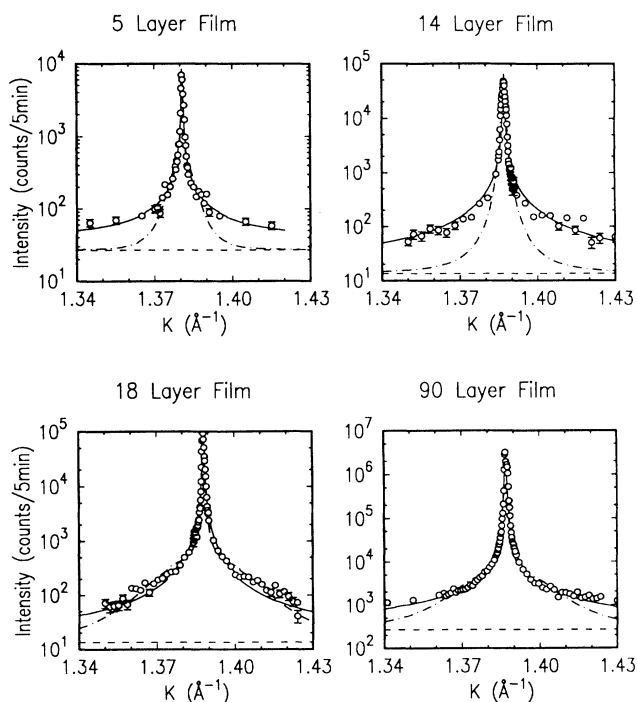 5 Layer Film
14 Layer Film
Intensity (counts/5min)
10^4
10^3
10^2
10^1
1.34 1.37 1.40 1.43
K (Å^-1)
10^5
10^4
10^3
10^2
10^1
1.34 1.37 1.40 1.43
K (Å^-1)
18 Layer Film
90 Layer Film
Intensity (counts/5min)
10^5
10^4
10^3
10^2
10^1
1.34 1.37 1.40 1.43
K (Å^-1)
10^7
10^6
10^5
10^4
10^3
10^2
1.34 1.37 1.40 1.43
K (Å^-1)